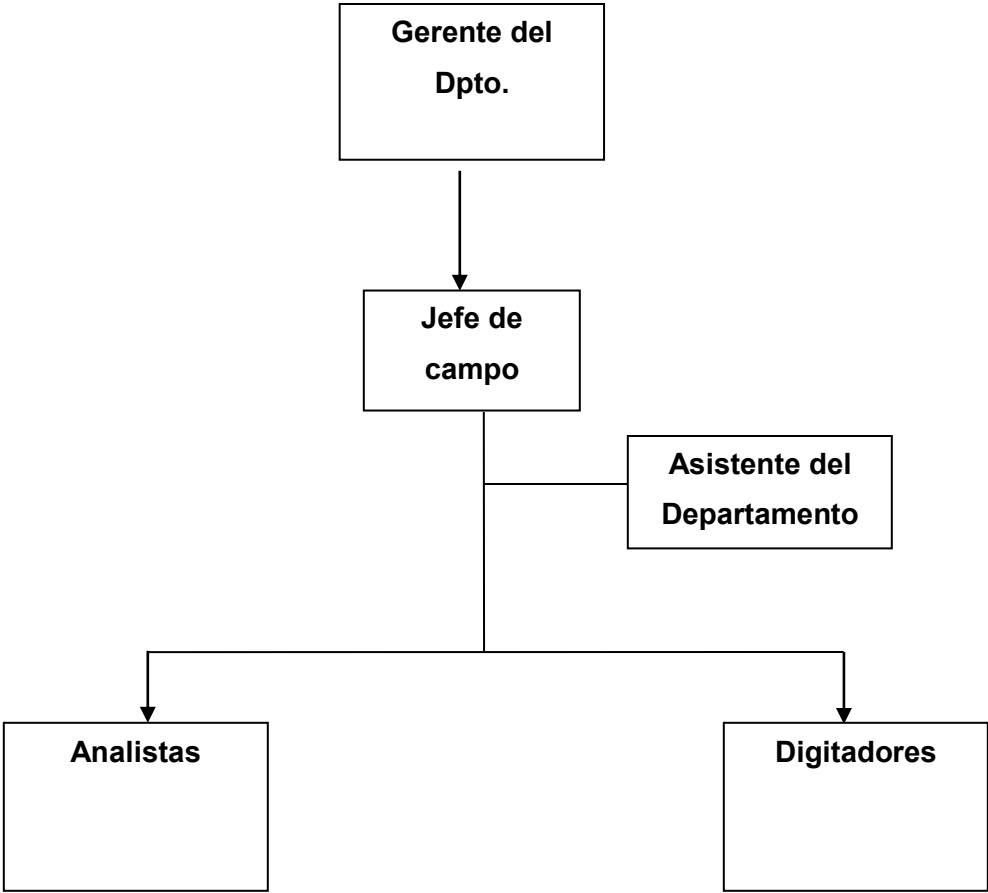 Gerente del
Dpto.
Jefe de
campo
Asistente del
Departamento
Analistas
Digitadores